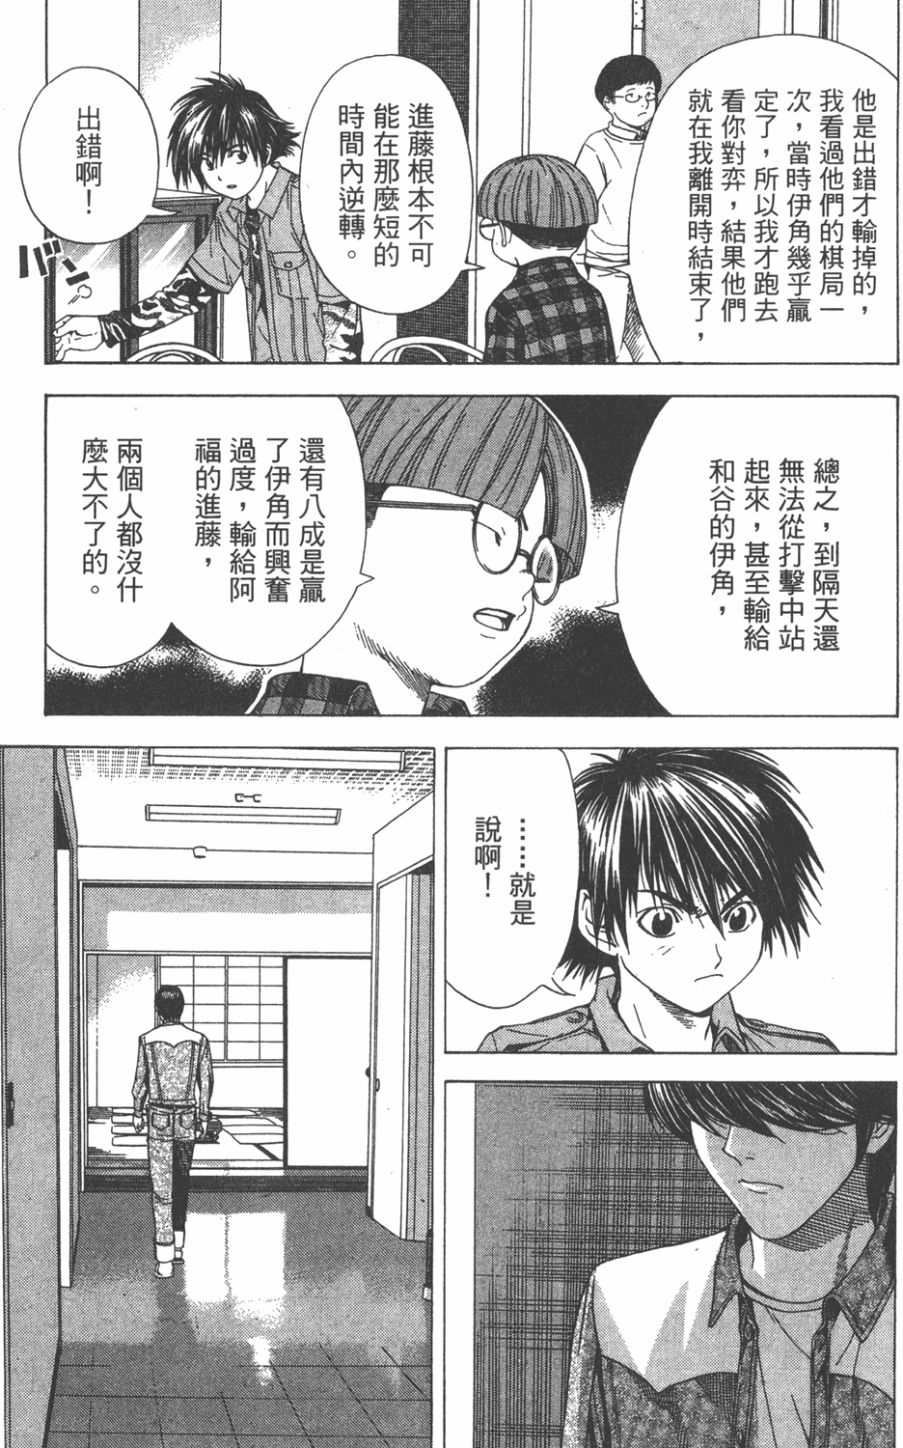 他是出錯才輸掉的，
我看過他們的棋局一
次，當時伊角幾乎贏
定了，所以我才跑去
看你對弈，結果他們
就在我離開時結束了，
進藤根本不可
能在那麼短的
時間內逆轉。
出錯啊！
バン
總之，到隔天還
無法從打擊中站
起來，甚至輸給
和谷的伊角，
還有八成是贏
了伊角而興奮
過度，輸給阿
福的進藤，
兩個人都沒什
麼大不了的。
……就是
說啊！